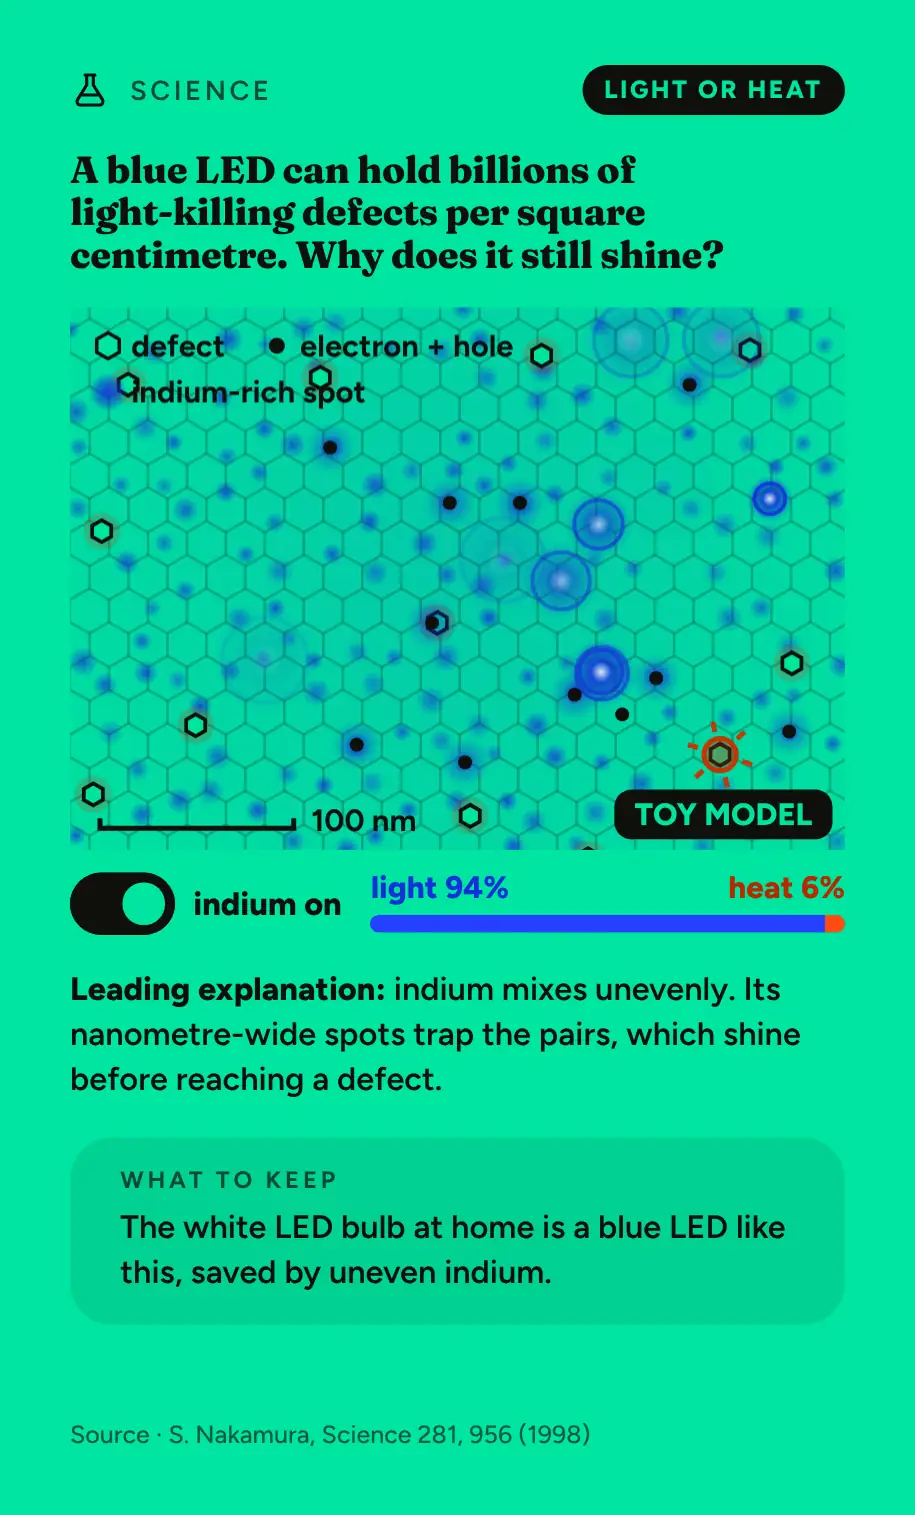 SCIENCE
LIGHT OR HEAT
A blue LED can hold billions of
light-killing defects per square
centimetre. Why does it still shine?
defect
electron + hole
indium-rich spot
100 nm
TOY MODEL
indium on
light 94%
heat 6%
Leading explanation: indium mixes unevenly. Its
nanometre-wide spots trap the pairs, which shine
before reaching a defect.
WHAT TO KEEP
The white LED bulb at home is a blue LED like
this, saved by uneven indium.
Source · S. Nakamura, Science 281, 956 (1998)